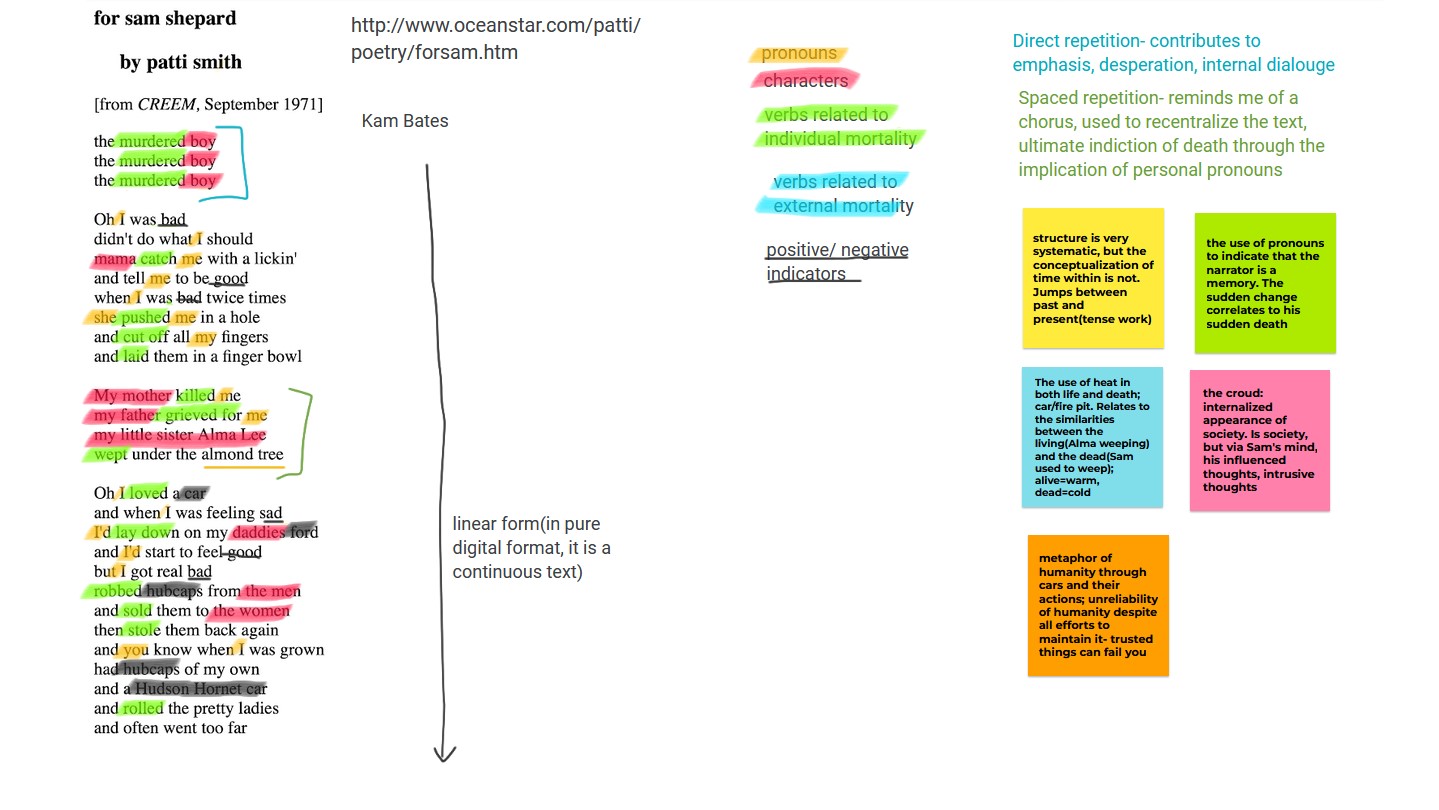 for sam shepard
by patti smith
[from CREEM, September 1971]
the murdered boy
the murdered boy
the murdered boy
Oh I was bad
didn't do what I should
mama catch me with a lickin'
and tell me to be good
when I was bad twice times
she pushed me in a hole
and cut off all my fingers
and laid them in a finger bowl
My mother killed me
my father grieved for me
my little sister Alma Lee
wept under the almond tree
Oh I loved a car
and when I was feeling sad
I'd lay down on my daddies ford
and I'd start to feel good
but I got real bad
robbed hubcaps from the men
and sold them to the women
then stole them back again
and you know when I was grown
had hubcaps of my own
and a Hudson Hornet car
and rolled the pretty ladies
and often went too far
http://www.oceanstar.com/patti/
poetry/forsam.htm
Kam Bates
linear form(in pure
digital format, it is a
continuous text)
pronouns
characters
verbs related to
individual mortality
verbs related to
external mortality
positive/ negative
indicators
Direct repetition- contributes to
emphasis, desperation, internal dialouge
Spaced repetition- reminds me of a
chorus, used to recentralize the text,
ultimate indiction of death through the
implication of personal pronouns
structure is very
systematic, but the
conceptualization of
time within is not.
Jumps between
past and
present(tense work)
the use of pronouns
to indicate that the
narrator is a
memory. The
sudden change
correlates to his
sudden death
The use of heat in
both life and death;
car/fire pit. Relates to
the similarities
between the
living(Alma weeping)
and the dead(Sam
used to weep);
alive=warm,
dead=cold
the croud:
internalized
appearance of
society. Is society,
but via Sam's mind,
his influenced
thoughts, intrusive
thoughts
metaphor of
humanity through
cars and their
actions; unreliability
of humanity despite
all efforts to
maintain it- trusted
things can fail you